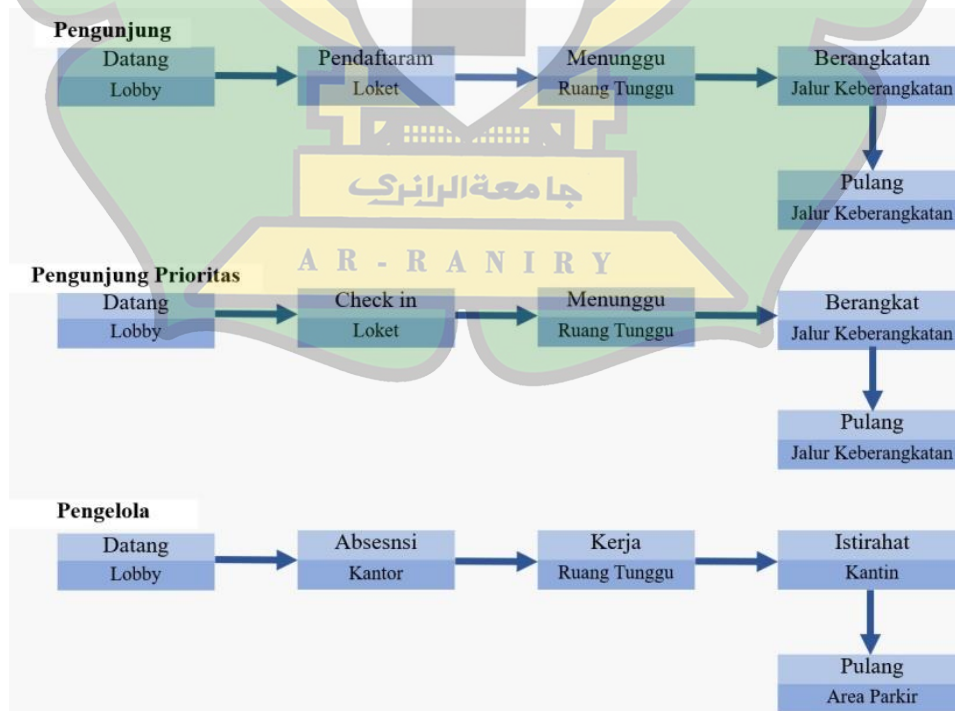 Pengunjung
Datang
Lobby
Pendaftaram
Loket
Menunggu
Ruang Tunggu
Berangkatan
Jalur Keberangkatan
Pulang
Jalur Keberangkatan
جامعةالرانري
AR-RANIRY
Pengunjung Prioritas
Datang
Lobby
Check in
Loket
Menunggu
Ruang Tunggu
Berangkat
Jalur Keberangkatan
Pulang
Jalur Keberangkatan
Pengelola
Datang
Lobby
Absesnsi
Kantor
Kerja
Ruang Tunggu
Istirahat
Kantin
Pulang
Area Parkir